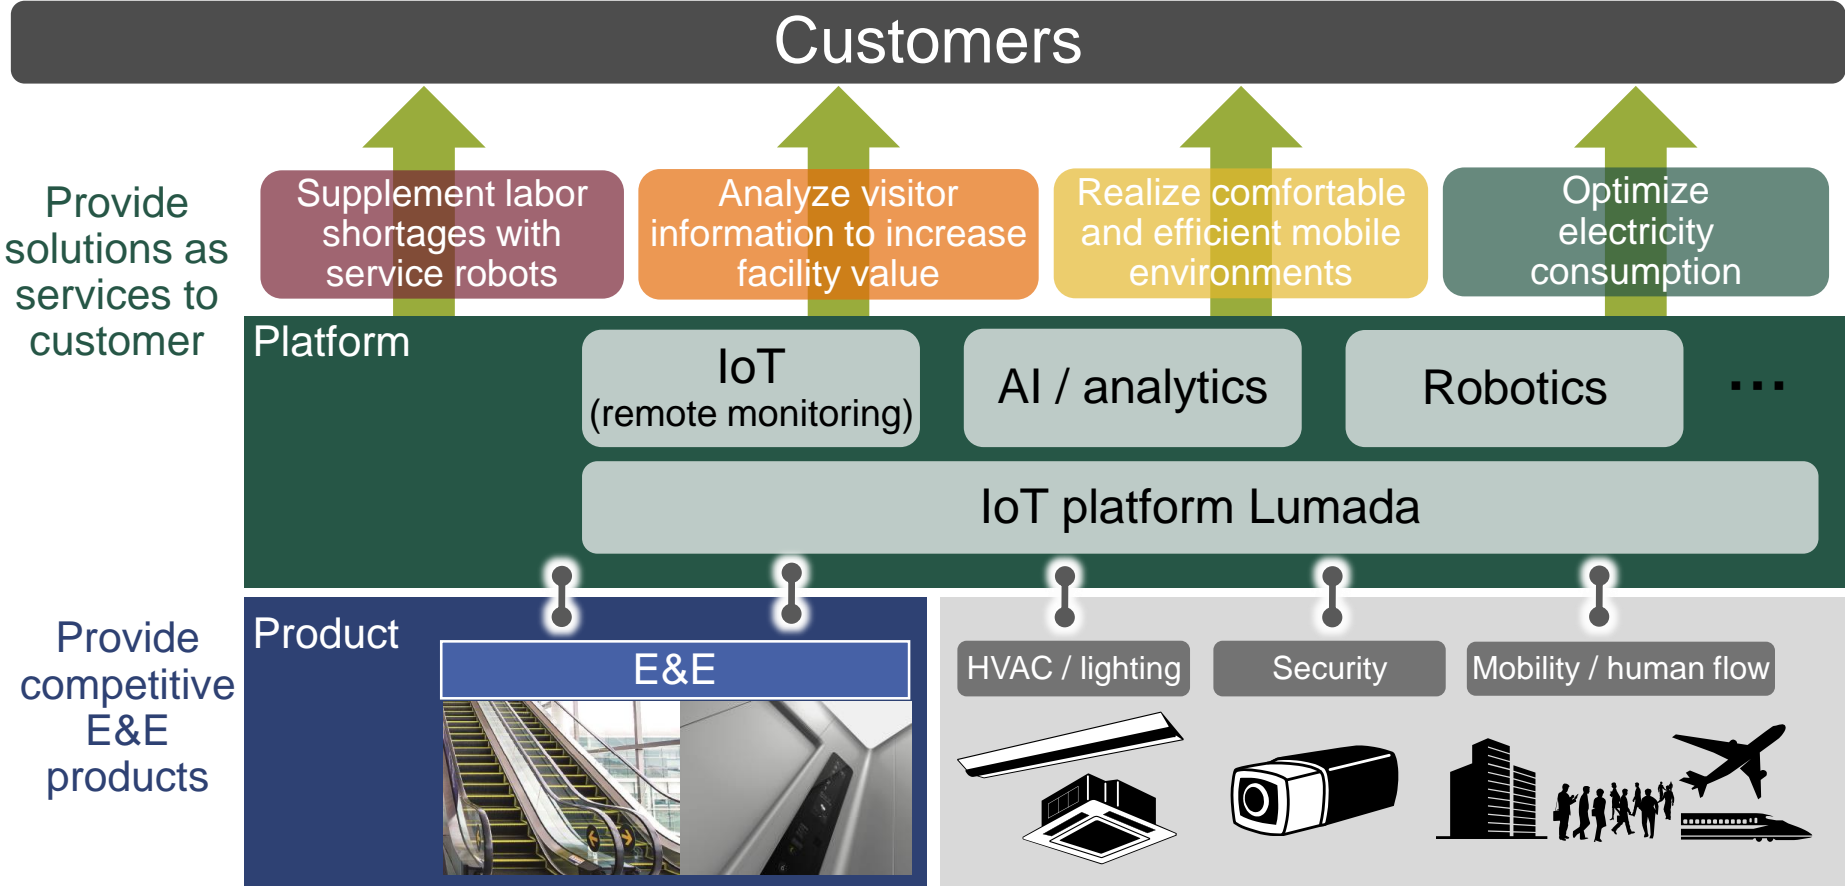 Customers
Provide
solutions as
services to
customer
Supplement labor
shortages with
service robots
Analyze visitor
information to increase
facility value
Realize comfortable
and efficient mobile
environments
Optimize
electricity
consumption
Platform
IoT
(remote monitoring)
AI / analytics
Robotics
...
IoT platform Lumada
Provide
competitive
E&E
products
Product
E&E
HVAC / lighting
Security
Mobility / human flow